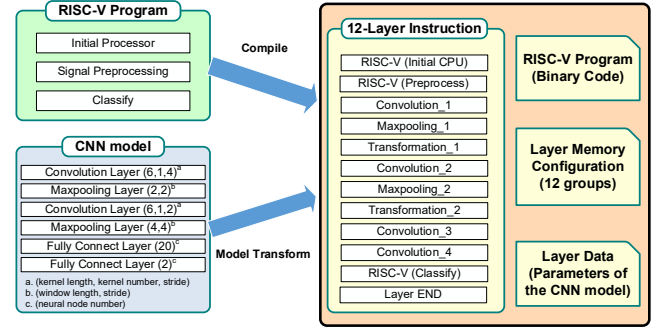 RISC-V Program
Initial Processor
Signal Preprocessing
Classify
Compile
CNN model
Convolution Layer (6,1,4)a
Maxpooling Layer (2,2)b
Convolution Layer (6,1,2)a
Maxpooling Layer (4,4)b
Fully Connect Layer (20)c
Fully Connect Layer (2)c
a. (kernel length, kernel number, stride)
b. (window length, stride)
c. (neural node number)
Model Transform
12-Layer Instruction
RISC-V (Initial CPU)
RISC-V (Preprocess)
Convolution_1
Maxpooling_1
Transformation_1
Convolution_2
Maxpooling_2
Transformation_2
Convolution_3
Convolution_4
RISC-V (Classify)
Layer END
RISC-V Program
(Binary Code)
Layer Memory
Configuration
(12 groups)
Layer Data
(Parameters of
the CNN model)